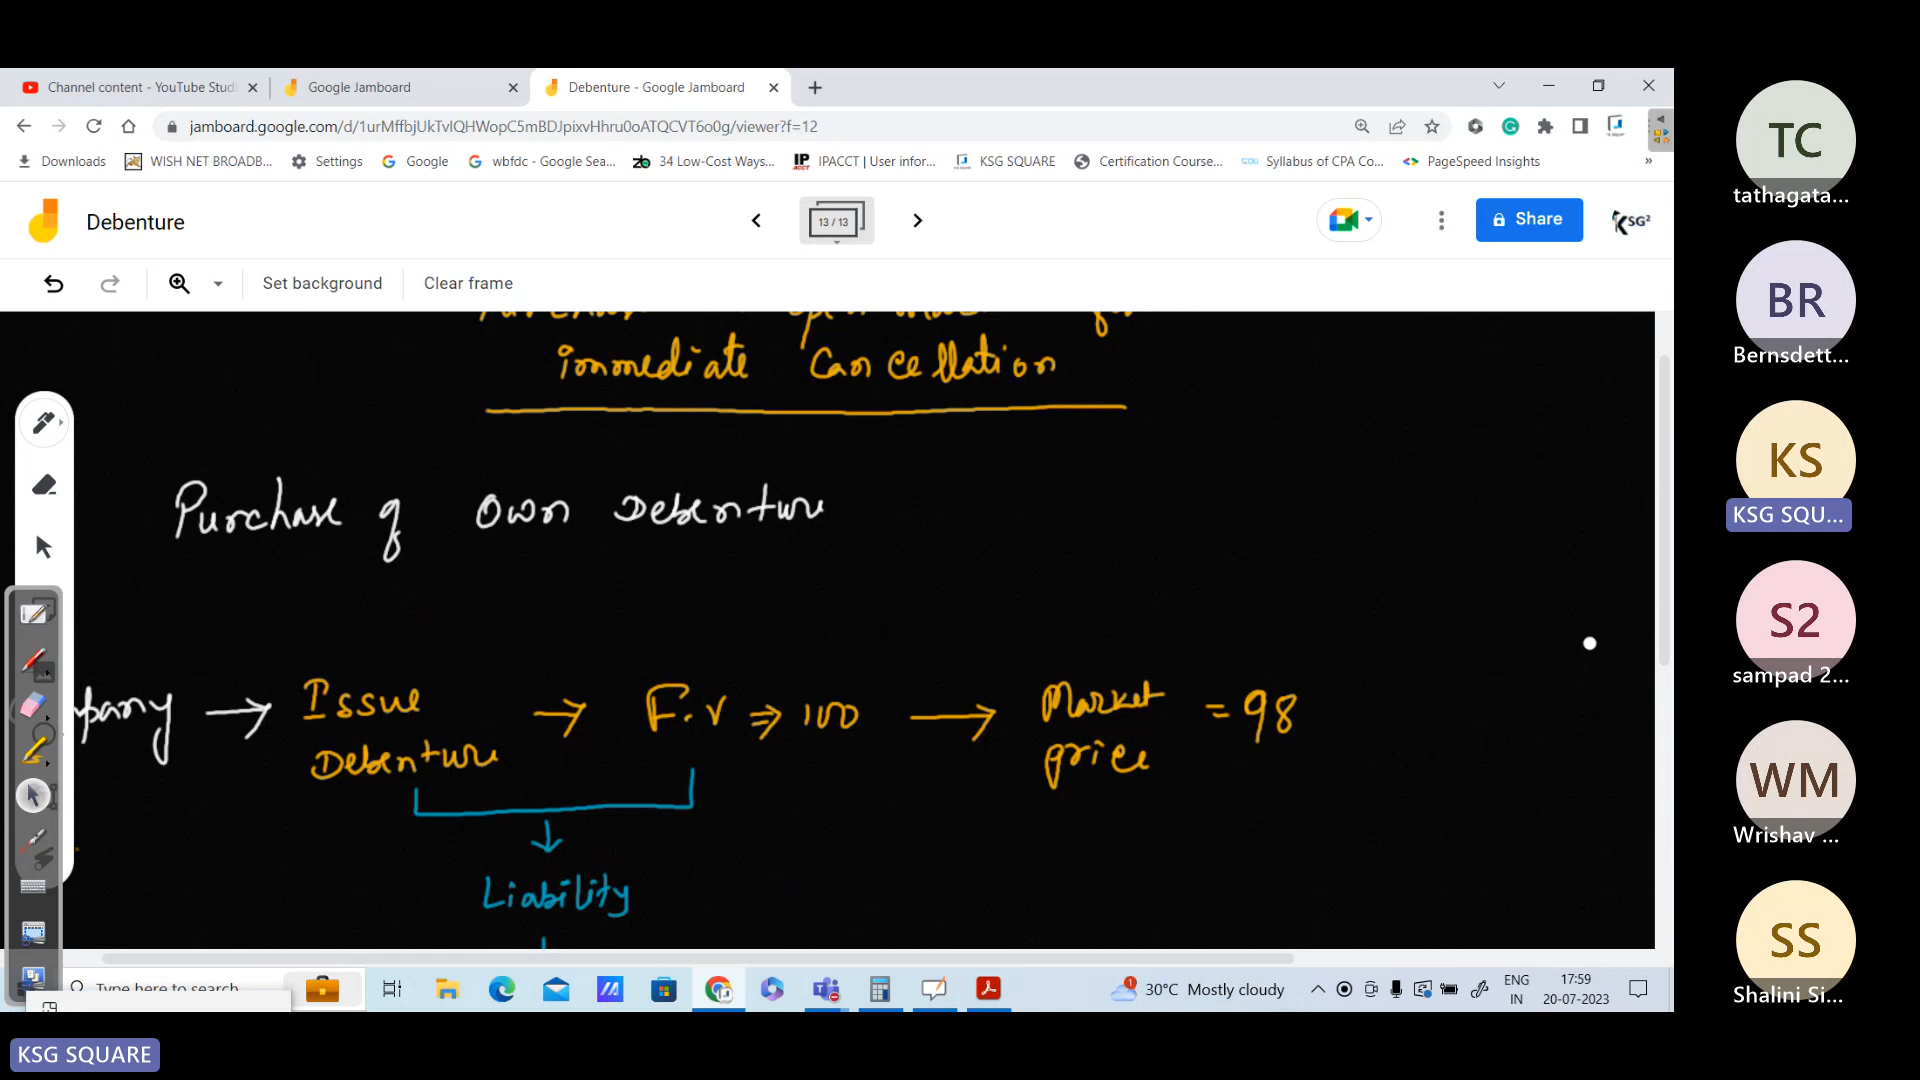 Channel content - YouTube Studi
Google Jamboard
Debenture - Google Jamboard
jamboard.google.com/d/1urMffbjUkTvIQHWopC5mBDJpixvHhru0oATQCVT6o0g/viewer?f=12
Downloads
WISH NET BROADB...
Settings
Google
wbfdc - Google Sea...
34 Low-Cost Ways...
IPACCT | User infor...
KSG SQUARE
Certification Course...
Syllabus of CPA Co...
PageSpeed Insights
»
Debenture
13 / 13
Share
KSG²
Set background
Clear frame
immediate Cancellation
Purchase of own Debenture
mpany → Issue Debenture → F.v ⇒ 100 → Market price = 98
Liability
Type here to search
30°C Mostly cloudy
ENG
IN
17:59
20-07-2023
TC
tathagata...
BR
Bernsdett...
KS
KSG SQU...
S2
sampad 2...
WM
Wrishav ...
SS
Shalini Si...
KSG SQUARE